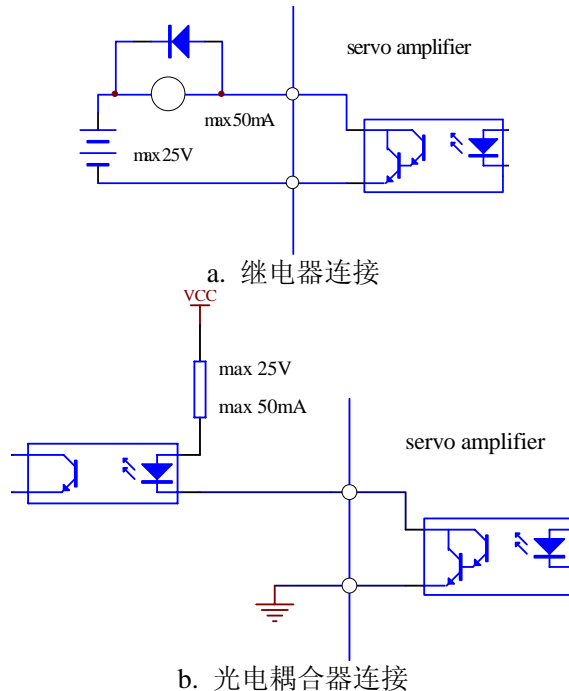 servo amplifier
max50mA
max25V
a. 继电器连接
VCC
max 25V
max 50mA
servo amplifier
b. 光电耦合器连接